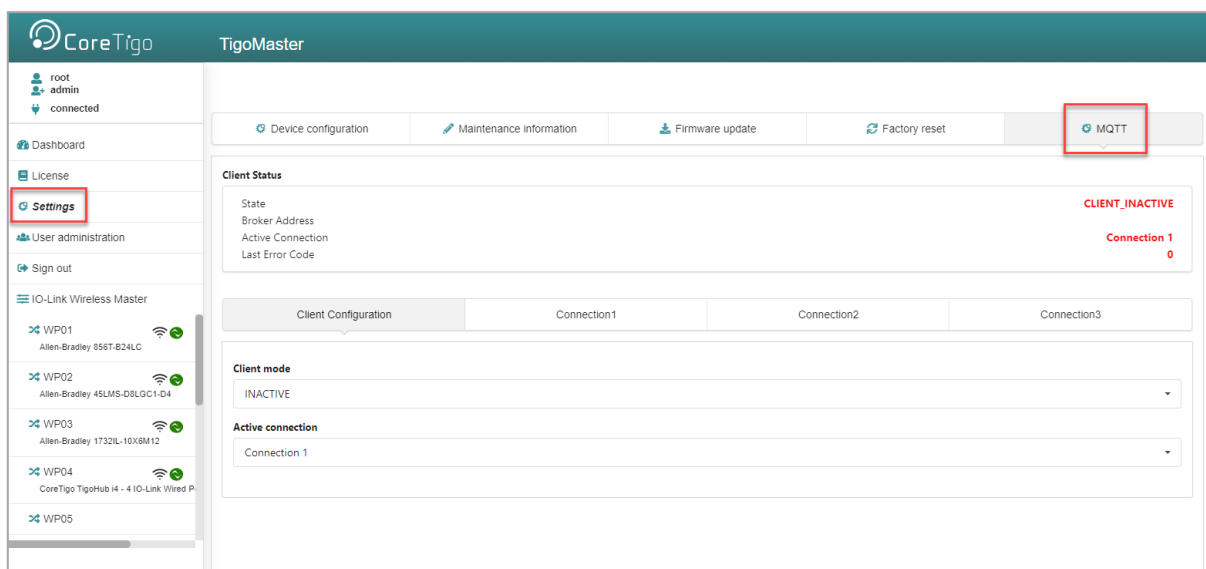 CoreTigo
TigoMaster
root
admin
connected
Dashboard
License
Settings
User administration
Sign out
IO-Link Wireless Master
WP01
Allen-Bradley 856T-B24LC
WP02
Allen-Bradley 45LMS-D8LGC1-D4
WP03
Allen-Bradley 1732IL-10X6M12
WP04
CoreTigo TigoHub i4 - 4 IO-Link Wired P
WP05
Device configuration Maintenance information Firmware update Factory reset MQTT
Client Status
State CLIENT_INACTIVE
Broker Address
Active Connection Connection 1
Last Error Code 0
Client Configuration Connection1 Connection2 Connection3
Client mode
INACTIVE
Active connection
Connection 1